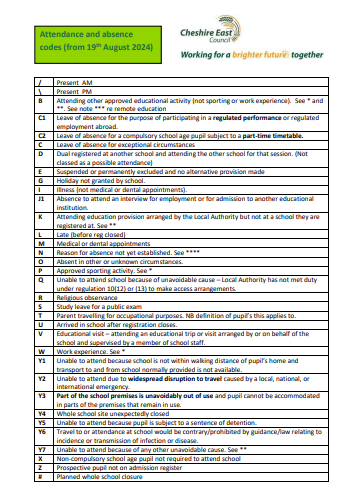 Attendance and absence
codes (from 19th August 2024)
Cheshire East
Council
Working for a brighter future together
/ Present AM
\ Present PM
B Attending other approved educational activity (not sporting or work experience). See * and
**. See note *** re remote education
C1 Leave of absence for the purpose of participating in a regulated performance or regulated
employment abroad.
C2 Leave of absence for a compulsory school age pupil subject to a part-time timetable.
C Leave of absence for exceptional circumstances
D Dual registered at another school and attending the other school for that session. (Not
classed as a possible attendance)
E Suspended or permanently excluded and no alternative provision made
G Holiday not granted by school.
I Illness (not medical or dental appointments).
J1 Absence to attend an interview for employment or for admission to another educational
institution.
K Attending education provision arranged by the Local Authority but not at a school they are
registered at. See **
L Late (before reg closed)
M Medical or dental appointments
N Reason for absence not yet established. See ****
O Absent in other or unknown circumstances.
P Approved sporting activity. See *
Q Unable to attend school because of unavoidable cause – Local Authority has not met duty
under regulation 10(12) or (13) to make access arrangements.
R Religious observance
S Study leave for a public exam
T Parent travelling for occupational purposes. NB definition of pupil's this applies to.
U Arrived in school after registration closes.
V Educational visit – attending an educational trip or visit arranged by or on behalf of the
school and supervised by a member of school staff.
W Work experience. See *
Y1 Unable to attend because school is not within walking distance of pupil's home and
transport to and from school normally provided is not available.
Y2 Unable to attend due to widespread disruption to travel caused by a local, national, or
international emergency.
Y3 Part of the school premises is unavoidably out of use and pupil cannot be accommodated
in parts of the premises that remain in use.
Y4 Whole school site unexpectedly closed
Y5 Unable to attend because pupil is subject to a sentence of detention.
Y6 Travel to or attendance at school would be contrary/prohibited by guidance/law relating to
incidence or transmission of infection or disease.
Y7 Unable to attend because of any other unavoidable cause. See **
X Non-compulsory school age pupil not required to attend school
Z Prospective pupil not on admission register
# Planned whole school closure